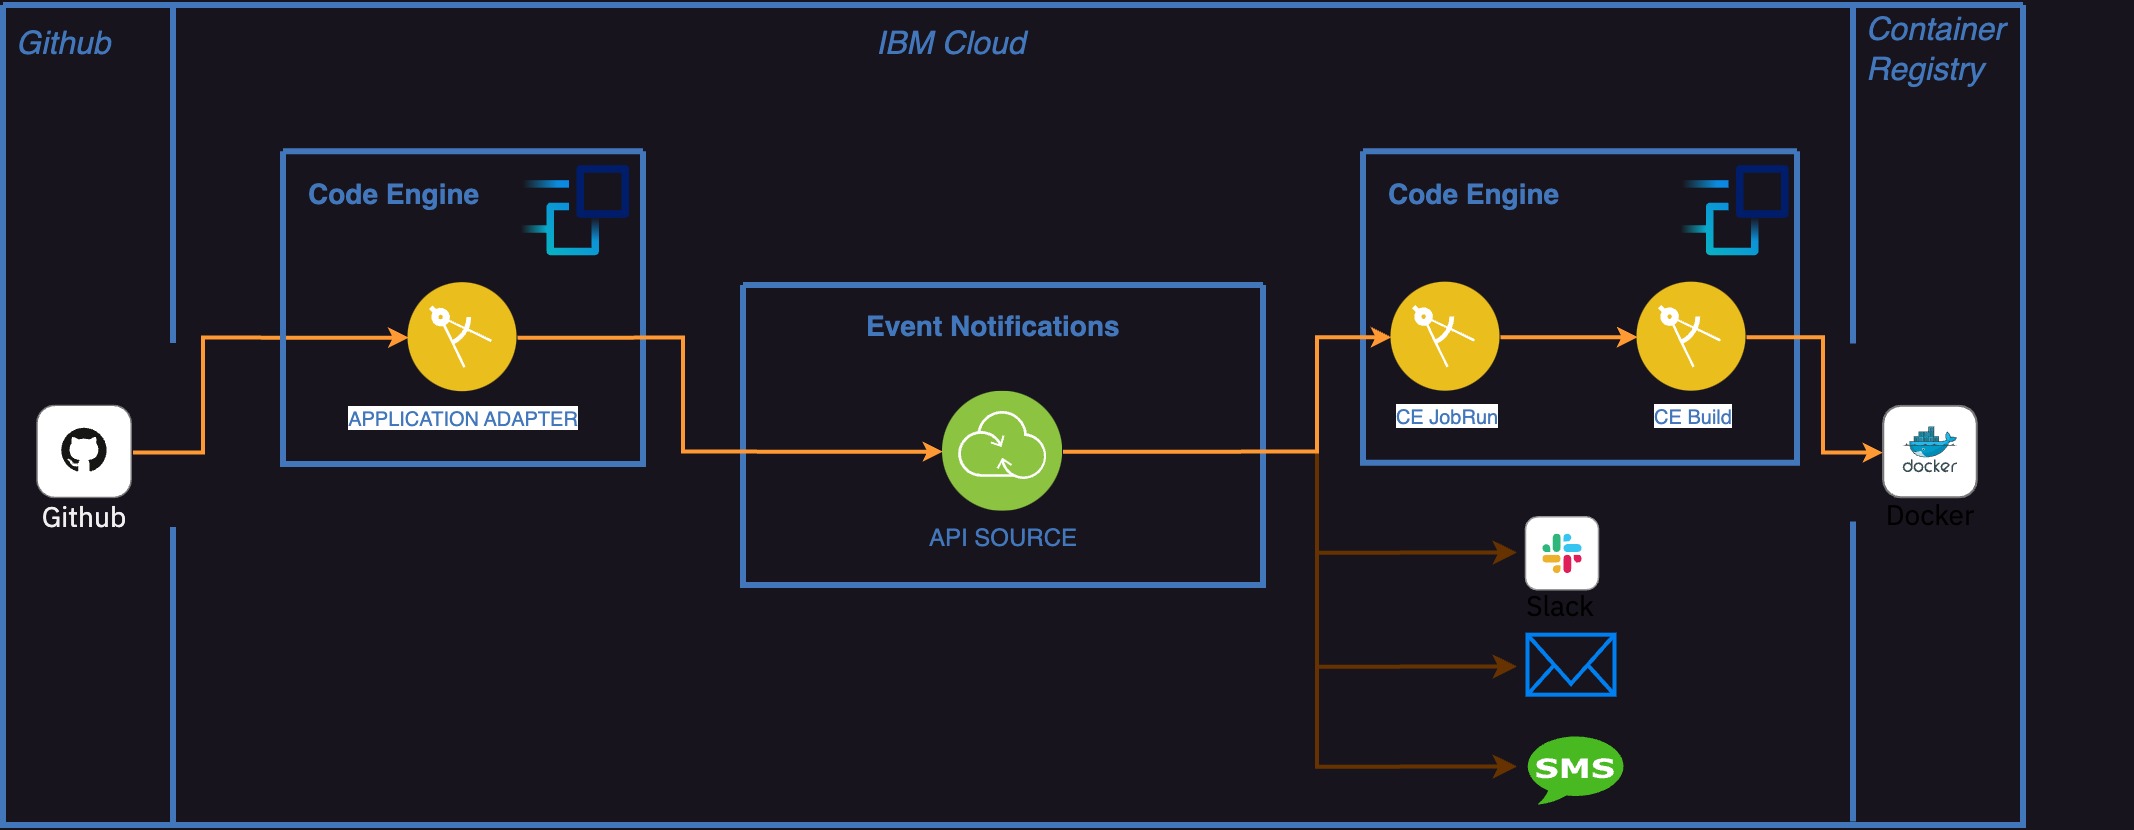 Github
IBM Cloud
Container
Registry
Code Engine
APPLICATION ADAPTER
Event Notifications
API SOURCE
Code Engine
CE JobRun
CE Build
Github
docker
Docker
Slack
SMS